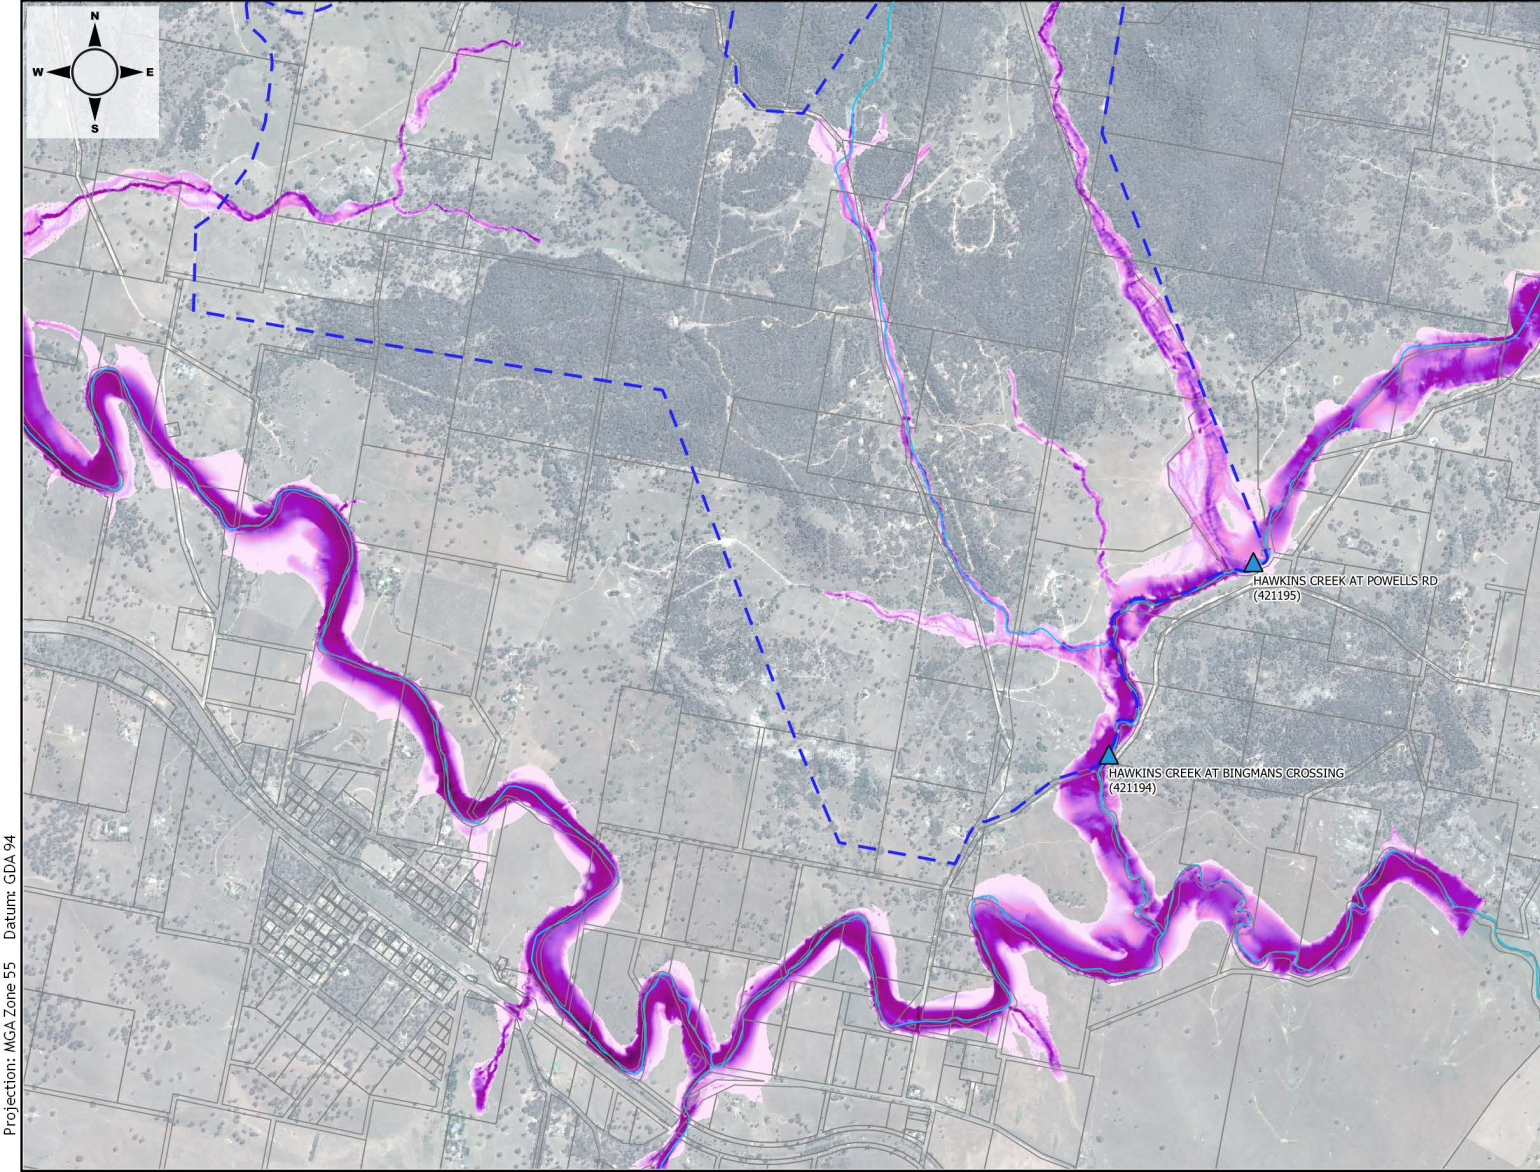 N
W E
S
HAWKINS CREEK AT POWELLS RD
(421195)
HAWKINS CREEK AT BINGMANS CROSSING
(421194)
Projection: MGA Zone 55 Datum: GDA 94